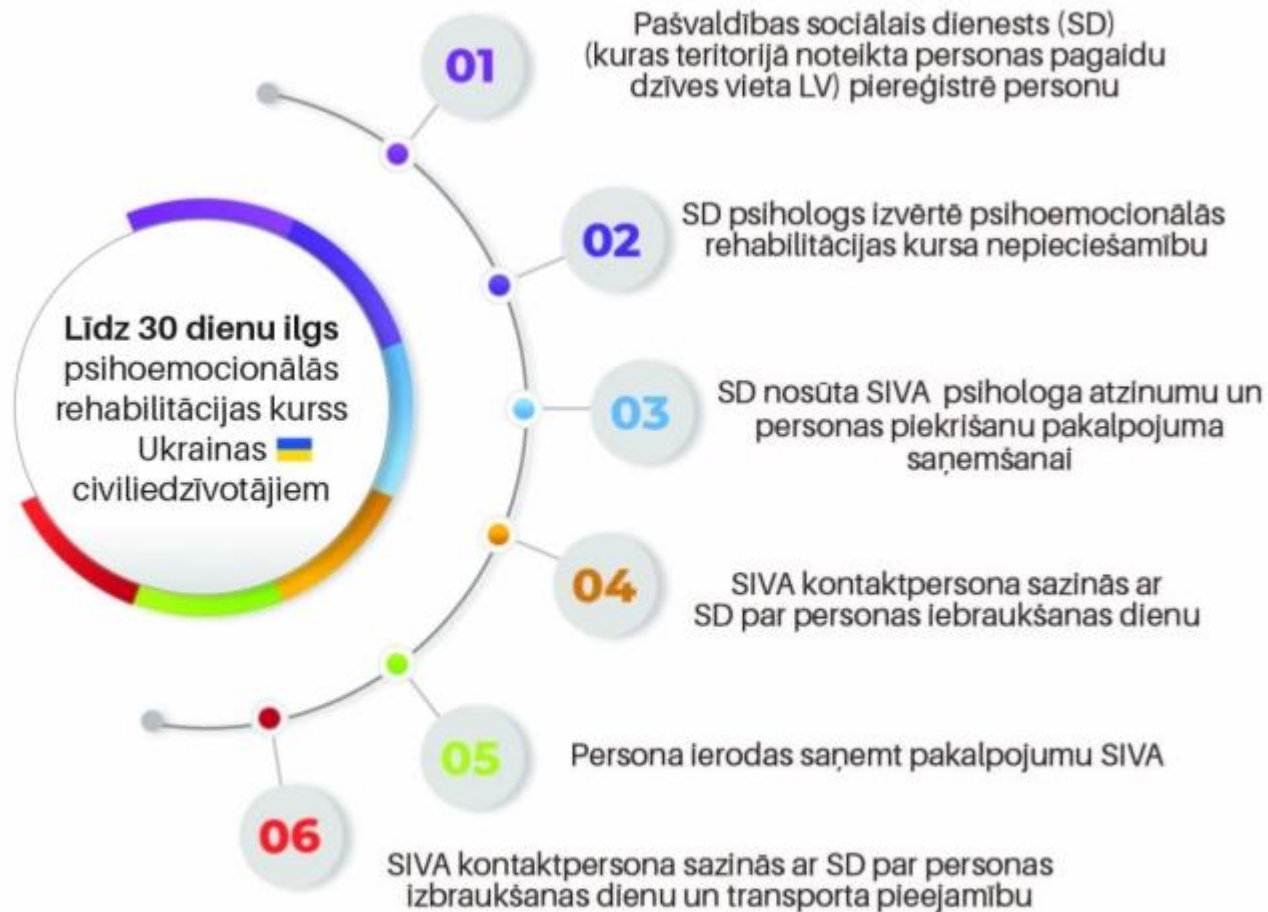 Līdz 30 dienu ilgs
psihoemocionālās
rehabilitācijas kurss
Ukrainas
civiliedzīvotājiem
01
Pašvaldības sociālais dienests (SD)
(kuras teritorijā noteikta personas pagaidu
dzīves vieta LV) piereģistrē personu
02
SD psihologs izvērtē psihoemocionālās
rehabilitācijas kursa nepieciešamību
03
SD nosūta SIVA psihologa atzinumu un
personas piekrišanu pakalpojuma
saņemšanai
04
SIVA kontaktpersona sazinās ar
SD par personas iebraukšanas dienu
05
Persona ierodas saņemt pakalpojumu SIVA
06
SIVA kontaktpersona sazinās ar SD par personas
izbraukšanas dienu un transporta pieejamību